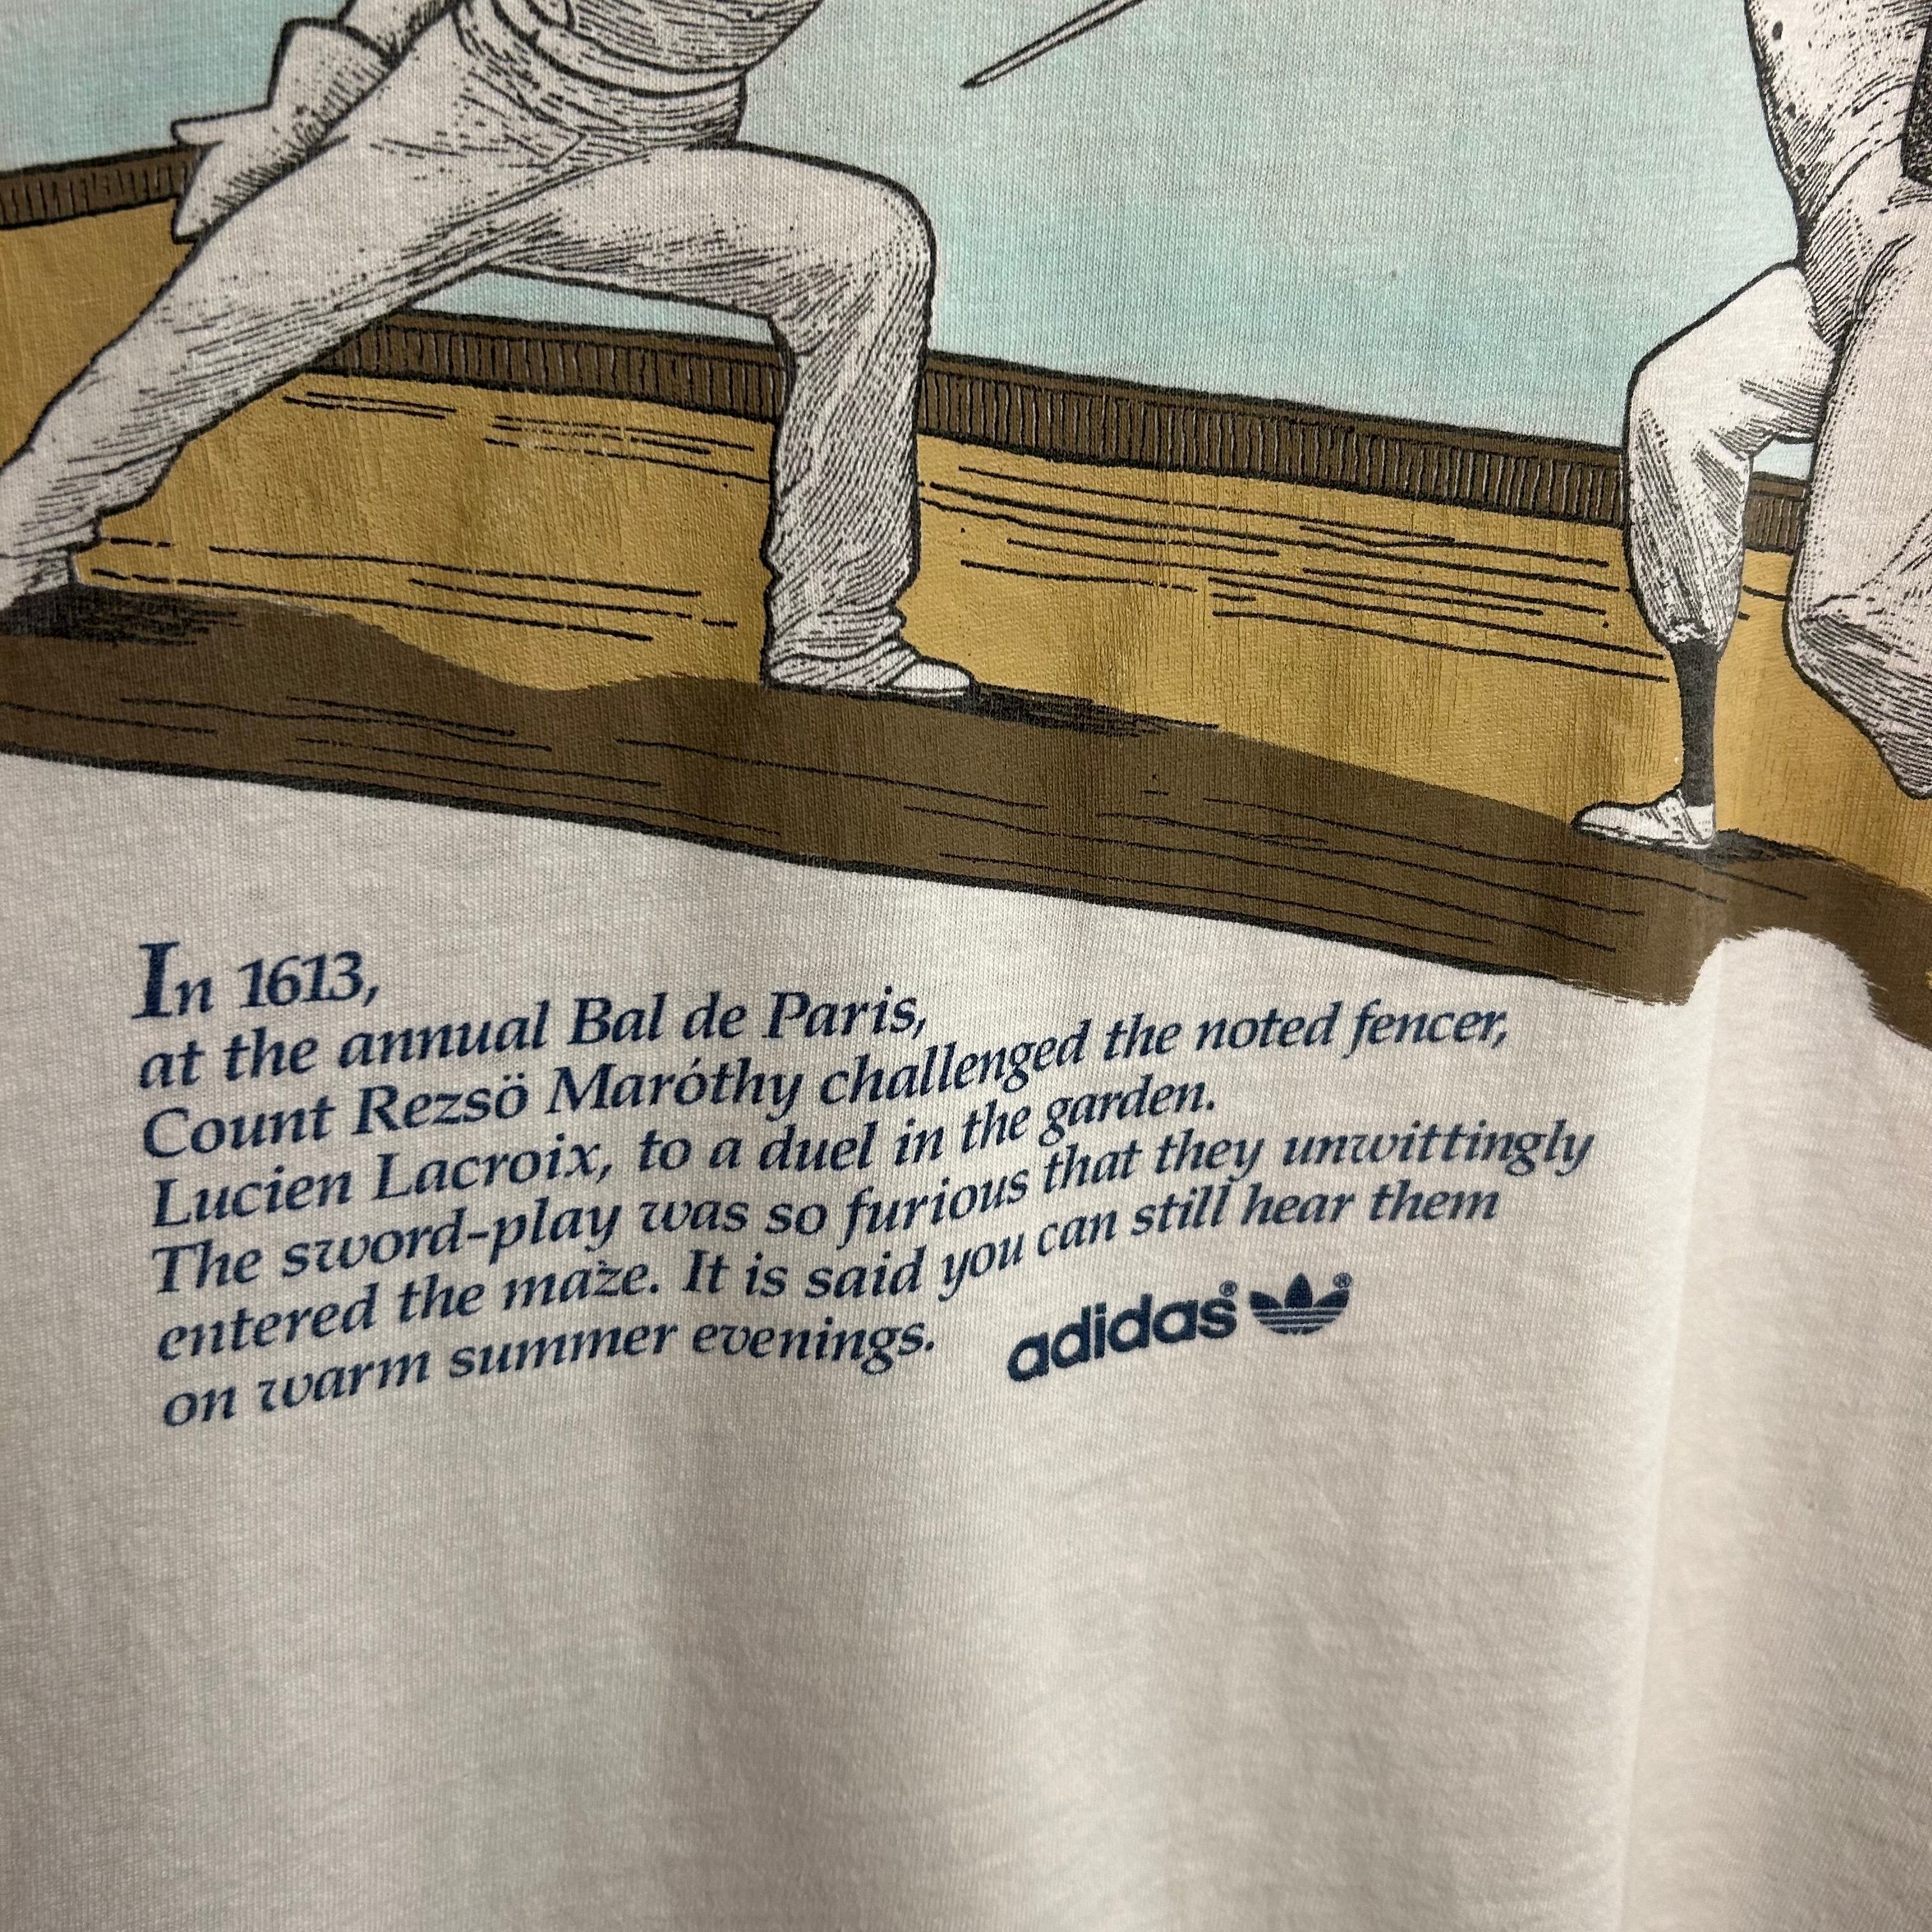 In 1613,
at the annual Bal de Paris,
Count Rezsö Maróthy challenged the noted fencer,
Lucien Lacroix, to a duel in the garden.
The sword-play was so furious that they unwittingly
entered the maze. It is said you can still hear them
on warm summer evenings.
adidas®